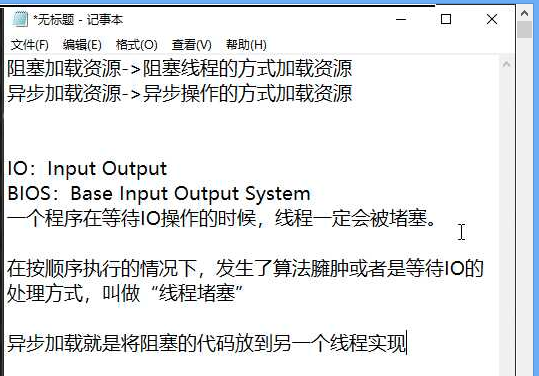 *无标题 - 记事本
文件(F) 编辑(E) 格式(O) 查看(V) 帮助(H)
阻塞加载资源->阻塞线程的方式加载资源
异步加载资源->异步操作的方式加载资源
IO：Input Output
BIOS：Base Input Output System
一个程序在等待IO操作的时候，线程一定会被堵塞。
在按顺序执行的情况下，发生了算法臃肿或者是等待IO的
处理方式，叫做“线程堵塞”
异步加载就是将阻塞的代码放到另一个线程实现